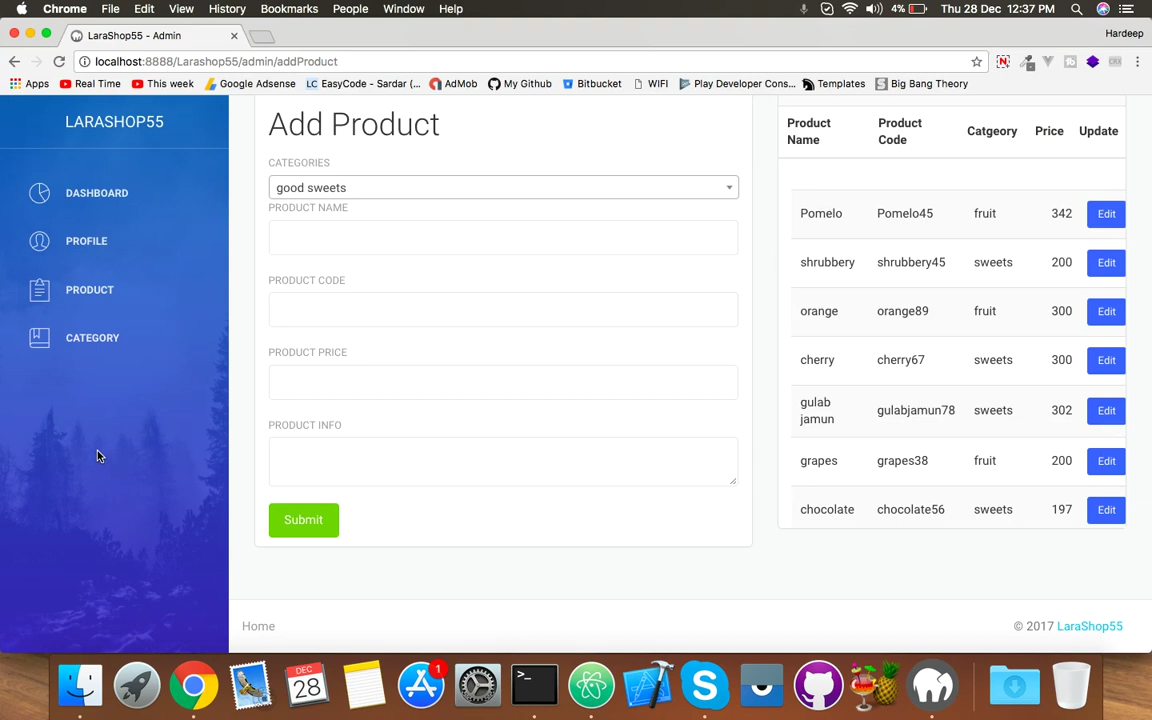 Chrome File Edit View History Bookmarks People Window Help 4% Thu 28 Dec 12:37 PM
LaraShop55 - Admin Hardeep
localhost:8888/Larashop55/admin/addProduct
Apps Real Time This week Google Adsense LC EasyCode - Sardar (... AdMob My Github Bitbucket WIFI Play Developer Cons... Templates Big Bang Theory
LARASHOP55
DASHBOARD
PROFILE
PRODUCT
CATEGORY
Add Product
CATEGORIES
good sweets
PRODUCT NAME
PRODUCT CODE
PRODUCT PRICE
PRODUCT INFO
Submit
Product Name Product Code Catgeory Price Update
Pomelo Pomelo45 fruit 342 Edit
shrubbery shrubbery45 sweets 200 Edit
orange orange89 fruit 300 Edit
cherry cherry67 sweets 300 Edit
gulab jamun gulabjamun78 sweets 302 Edit
grapes grapes38 fruit 200 Edit
chocolate chocolate56 sweets 197 Edit
Home © 2017 LaraShop55
DEC
28
1